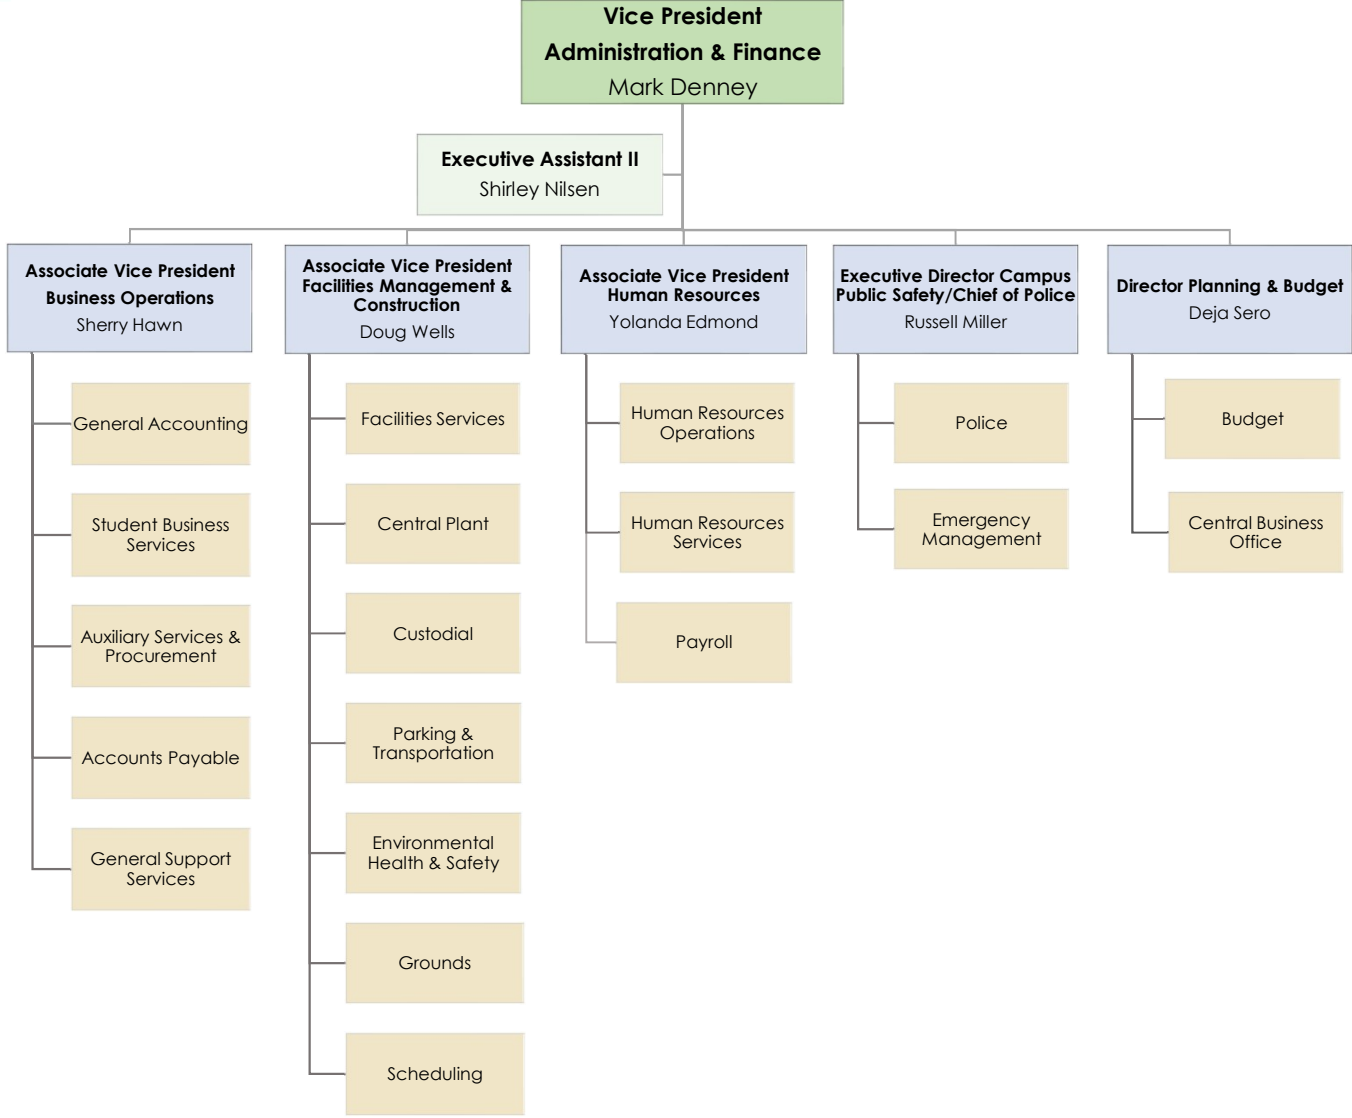 Vice President
Administration & Finance
Mark Denney
Executive Assistant II
Shirley Nilsen
Associate Vice President
Business Operations
Sherry Hawn
Associate Vice President
Facilities Management &
Construction
Doug Wells
Associate Vice President
Human Resources
Yolanda Edmond
Executive Director Campus
Public Safety/Chief of Police
Russell Miller
Director Planning & Budget
Deja Sero
General Accounting
Student Business
Services
Auxiliary Services &
Procurement
Accounts Payable
General Support
Services
Facilities Services
Central Plant
Custodial
Parking &
Transportation
Environmental
Health & Safety
Grounds
Scheduling
Human Resources
Operations
Human Resources
Services
Payroll
Police
Emergency
Management
Budget
Central Business
Office